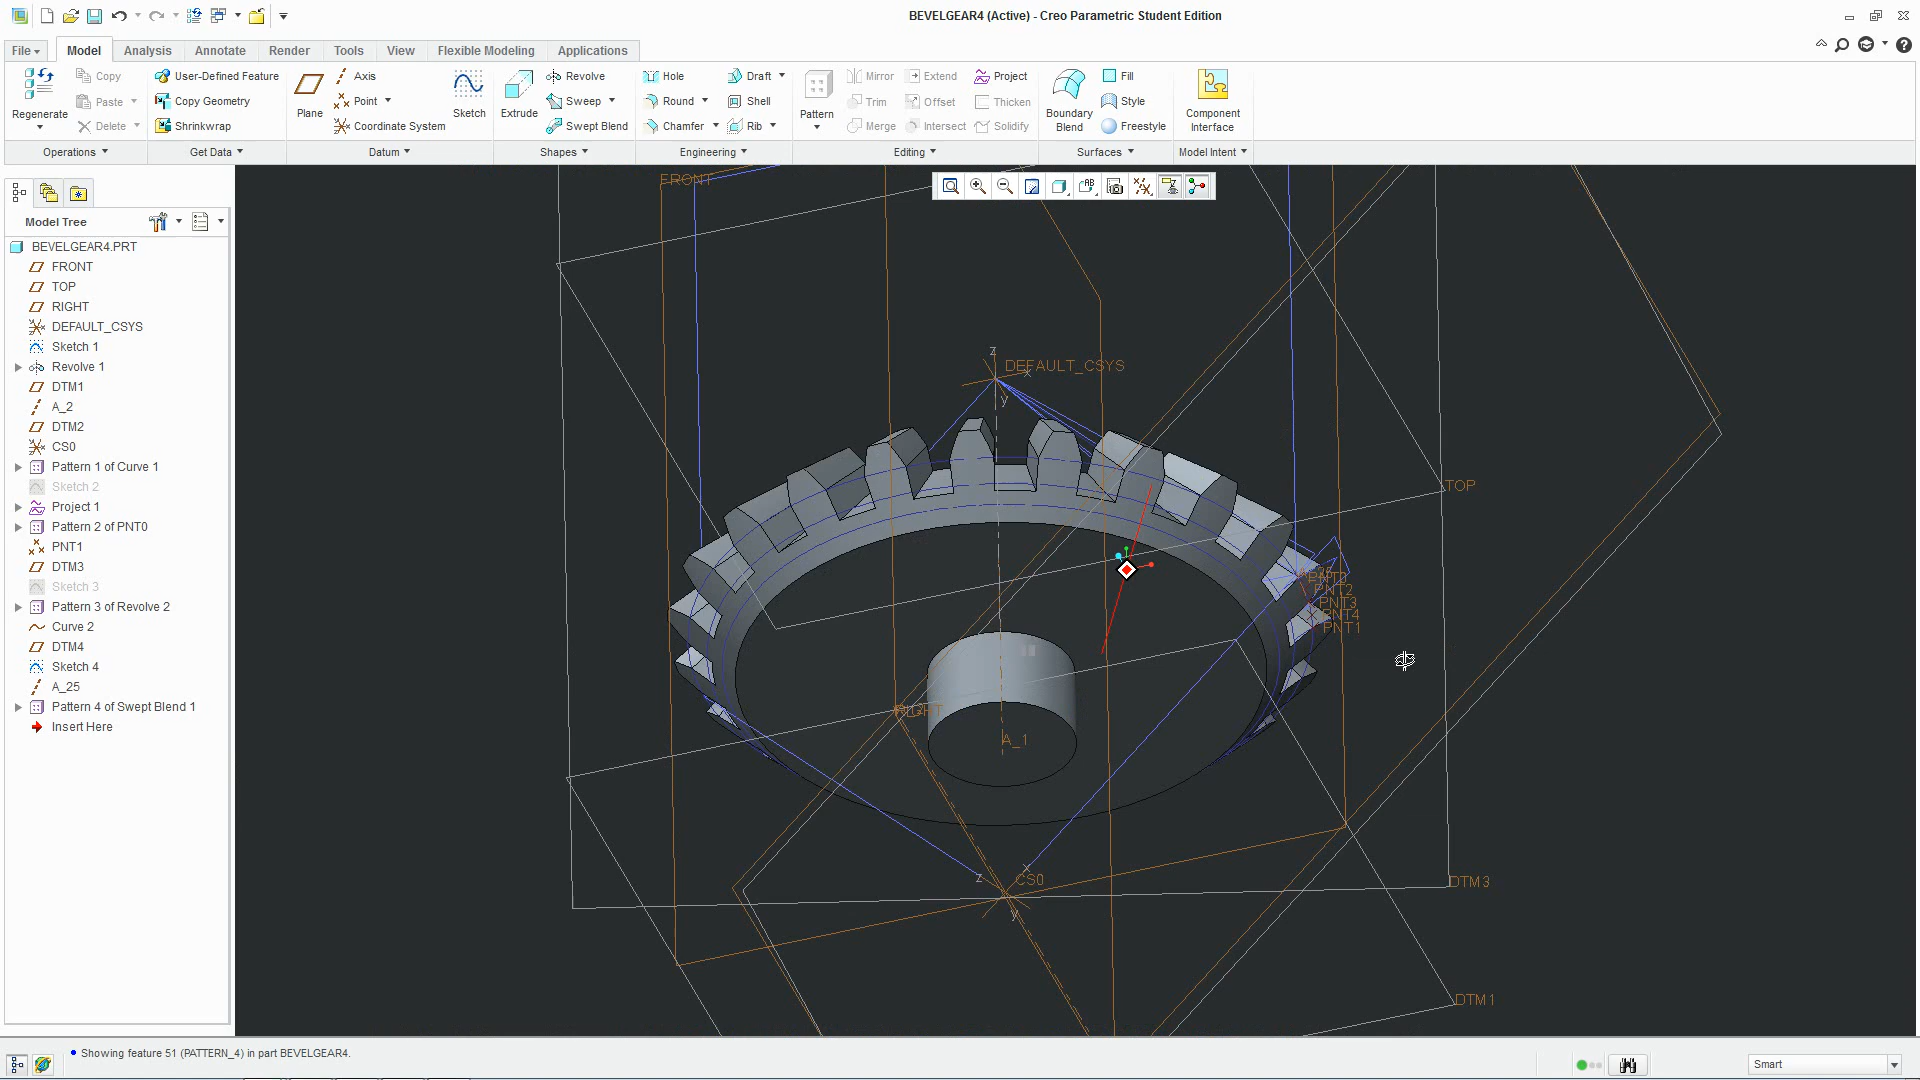 BEVELGEAR4 (Active) - Creo Parametric Student Edition
File Model Analysis Annotate Render Tools View Flexible Modeling Applications
Regenerate Copy Paste Delete
User-Defined Feature
Copy Geometry
Shrinkwrap
Plane Axis Point Coordinate System Sketch
Extrude Revolve Sweep Swept Blend
Hole Draft
Round Shell
Chamfer Rib
Pattern Mirror Extend Project
Trim Offset Thicken
Merge Intersect Solidify
Boundary Blend Fill Style Freestyle
Component Interface
Operations Get Data Datum Shapes Engineering Editing Surfaces Model Intent
Model Tree
BEVELGEAR4.PRT
FRONT
TOP
RIGHT
DEFAULT_CSYS
Sketch 1
Revolve 1
DTM1
A_2
DTM2
CS0
Pattern 1 of Curve 1
Sketch 2
Project 1
Pattern 2 of PNT0
PNT1
DTM3
Sketch 3
Pattern 3 of Revolve 2
Curve 2
DTM4
Sketch 4
A_25
Pattern 4 of Swept Blend 1
Insert Here
FRONT
z
DEFAULT_CSYS
x
y
TOP
PNT2
PNT3
PNT4
PNT1
A_1
x
z
CS0
y
DTM3
DTM1
Showing feature 51 (PATTERN_4) in part BEVELGEAR4.
Smart